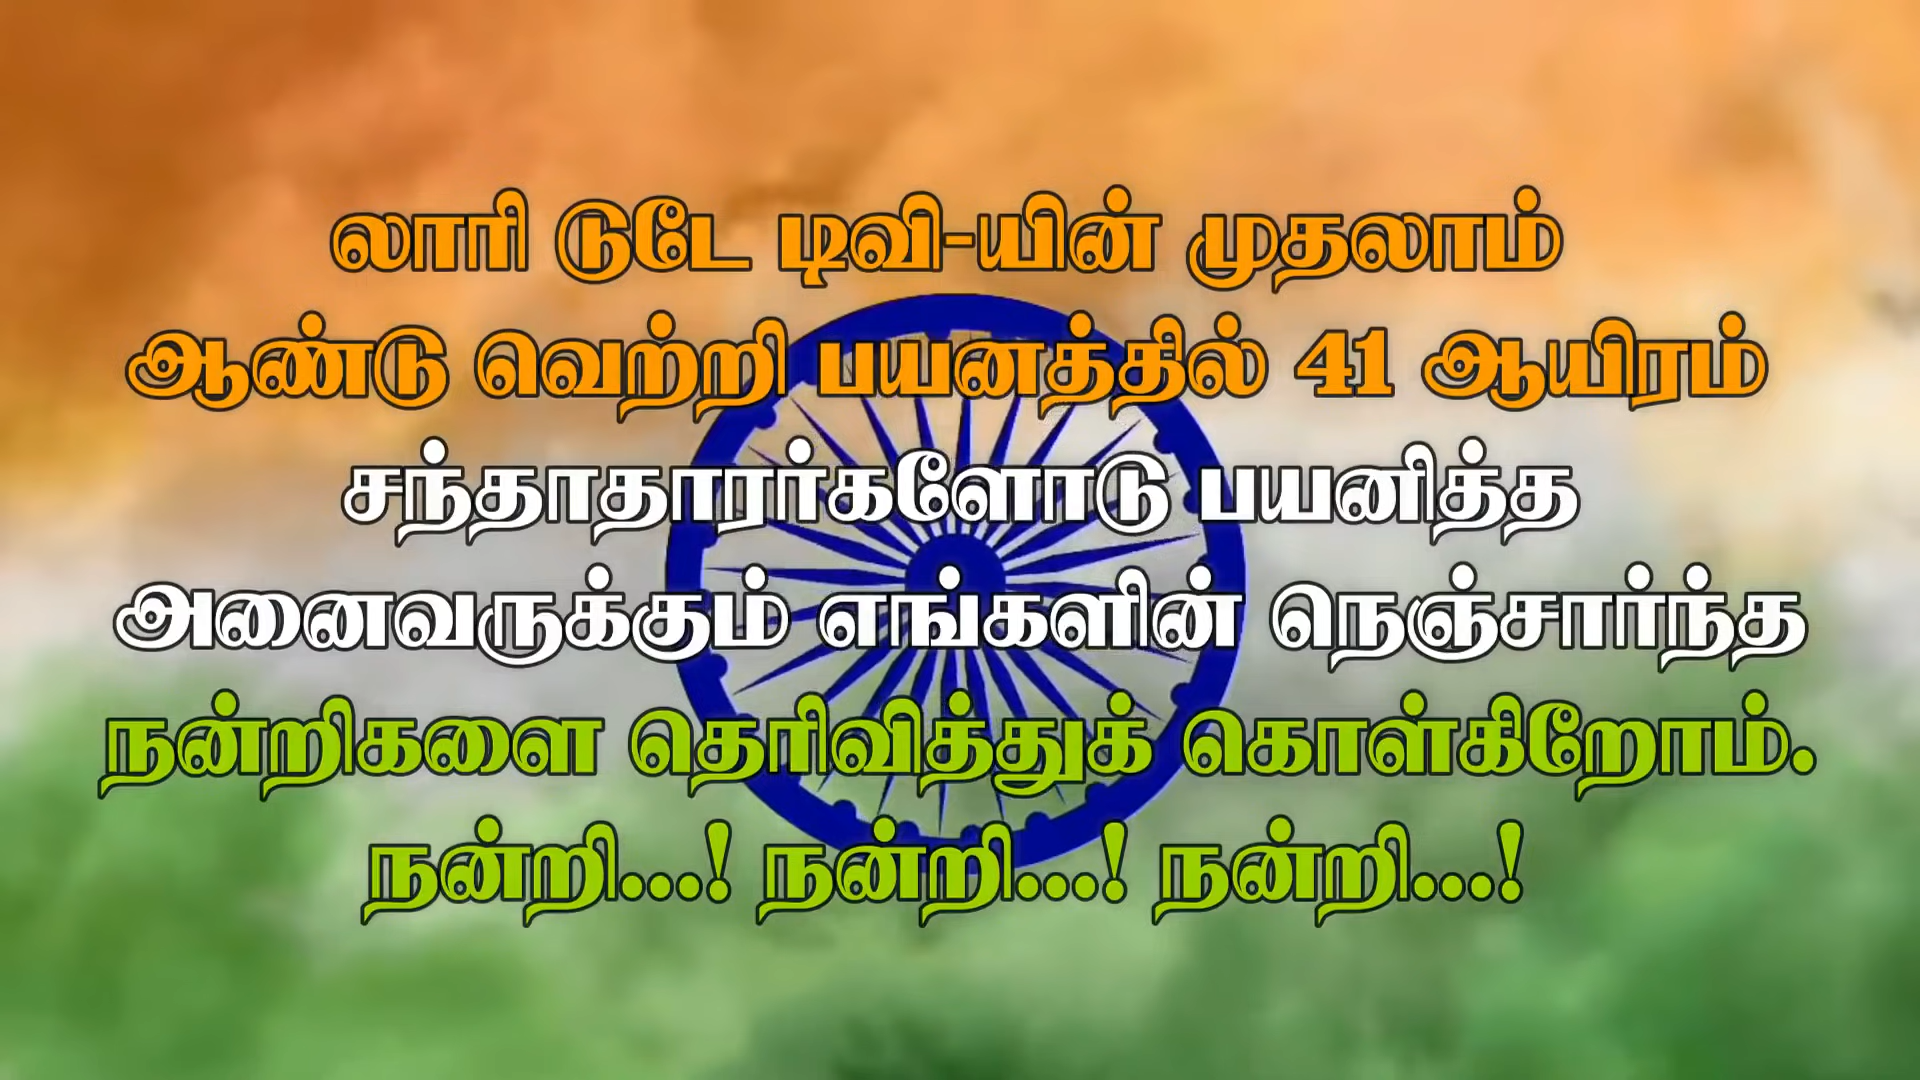 லாரி டுடே டிவி-யின் முதலாம்
ஆண்டு வெற்றி பயனத்தில் 41 ஆயிரம்
சந்தாதாரர்களோடு பயனித்த
அனைவருக்கும் எங்களின் நெஞ்சார்ந்த
நன்றிகளை தெரிவித்துக் கொள்கிறோம்.
நன்றி...! நன்றி...! நன்றி...!